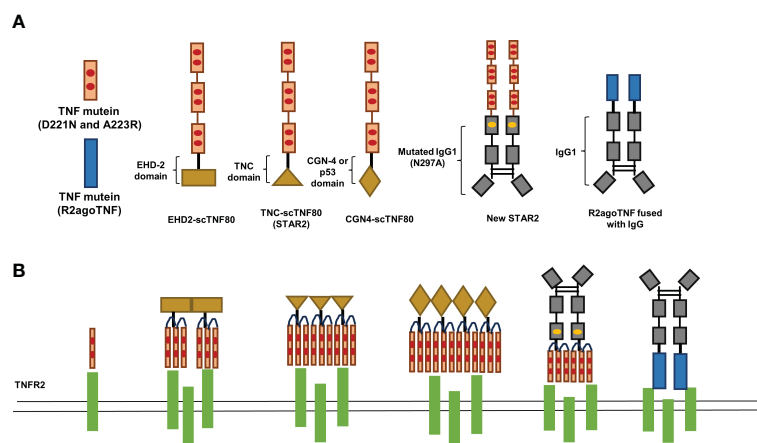 A
TNF mutein
(D221N and A223R)
TNF mutein
(R2agoTNF)
EHD-2
domain
EHD2-scTNF80
TNC
domain
TNC-scTNF80
(STAR2)
CGN-4 or
p53
domain
CGN4-scTNF80
Mutated IgG1
(N297A)
New STAR2
IgG1
R2agoTNF fused
with IgG
B
TNFR2